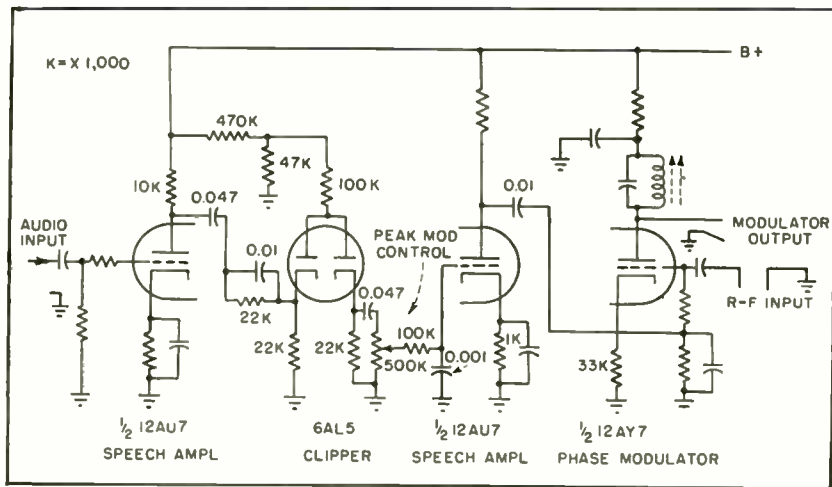 K=X 1,000
B+
470K
47K
10K
0.047
100K
AUDIO INPUT
0.01
22K
22K
0.047
22K
500K
PEAK MOD CONTROL
100K
0.001
1K
0.01
33K
MODULATOR OUTPUT
R-F INPUT
1/2 12AU7
SPEECH AMPL
6AL5
CLIPPER
1/2 12AU7
SPEECH AMPL
1/2 12AY7
PHASE MODULATOR